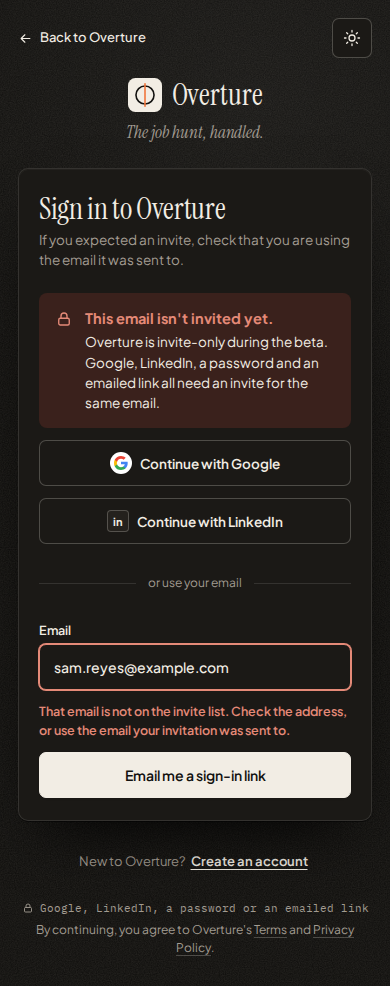 ← Back to Overture
Overture
The job hunt, handled.
Sign in to Overture
If you expected an invite, check that you are using
the email it was sent to.
This email isn't invited yet.
Overture is invite-only during the beta.
Google, LinkedIn, a password and an
emailed link all need an invite for the
same email.
Continue with Google
in Continue with LinkedIn
or use your email
Email
sam.reyes@example.com
That email is not on the invite list. Check the address,
or use the email your invitation was sent to.
Email me a sign-in link
New to Overture? Create an account
Google, LinkedIn, a password or an emailed link
By continuing, you agree to Overture's Terms and Privacy
Policy.